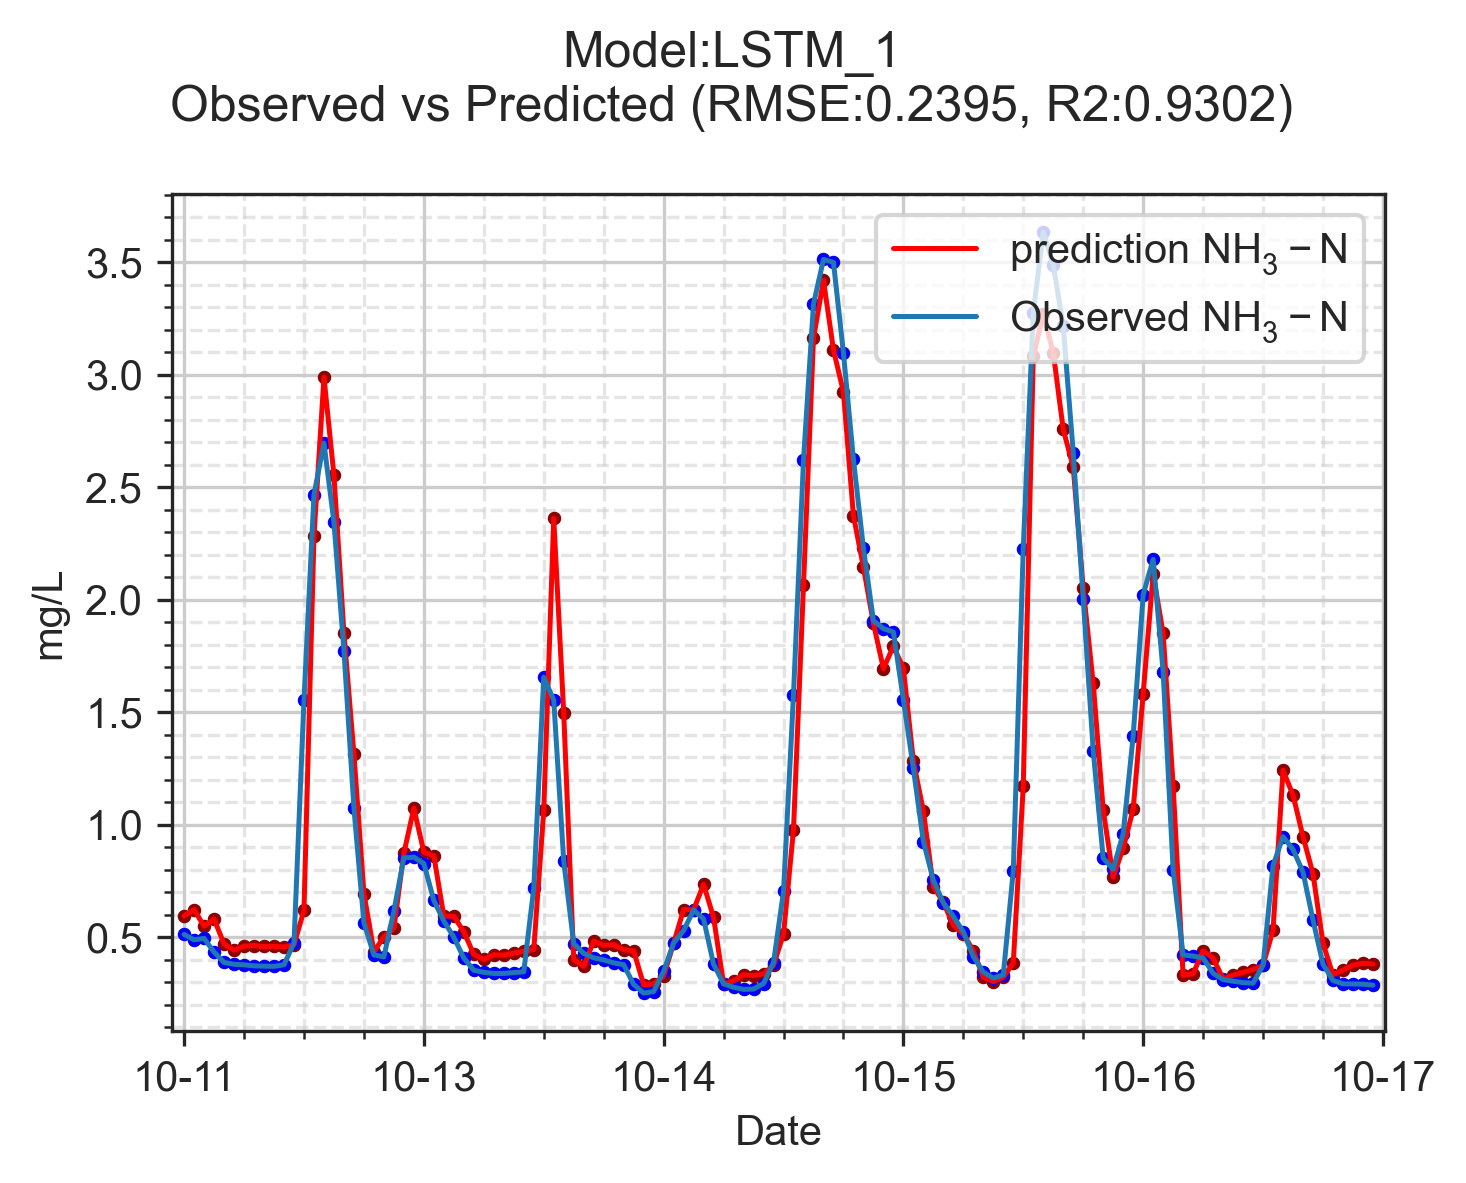 Model:LSTM_1
Observed vs Predicted (RMSE:0.2395, R2:0.9302)
prediction NH₃ − N
Observed NH₃ − N
3.5
3.0
2.5
2.0
1.5
1.0
0.5
mg/L
10-11 10-13 10-14 10-15 10-16 10-17
Date